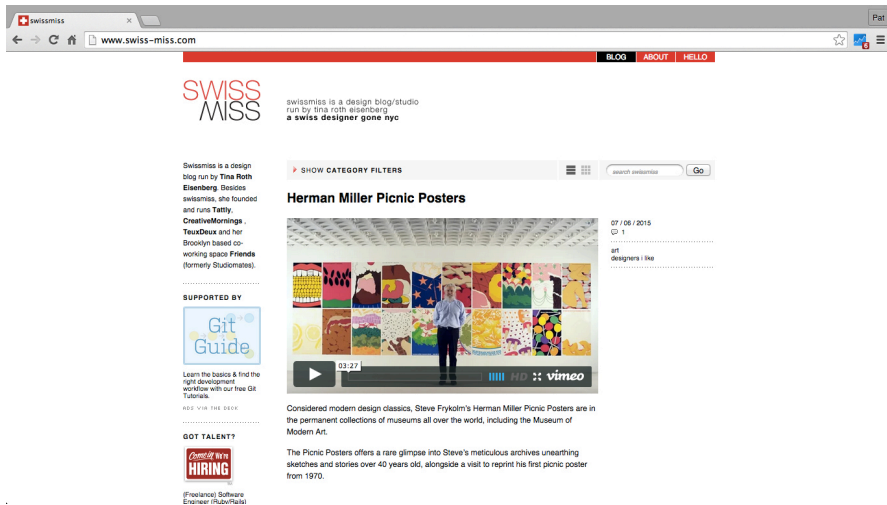 swissmiss
Pat
www.swiss-miss.com
6
BLOG ABOUT HELLO
SWISS
MISS
swissmiss is a design blog/studio
run by tina roth eisenberg
a swiss designer gone nyc
Swissmiss is a design
blog run by Tina Roth
Eisenberg. Besides
swissmiss, she founded
and runs Tattly,
CreativeMornings ,
TeuxDeux and her
Brooklyn based co-
working space Friends
(formerly Studiomates).
SUPPORTED BY
Git
Guide
Learn the basics & find the
right development
workflow with our free Git
Tutorials.
ADS VIA THE DECK
GOT TALENT?
Come in We're
HIRING
(Freelance) Software
Engineer (Ruby/Rails)
SHOW CATEGORY FILTERS
search swissmiss
Go
Herman Miller Picnic Posters
03:27
HD vimeo
Considered modern design classics, Steve Frykolm's Herman Miller Picnic Posters are in
the permanent collections of museums all over the world, including the Museum of
Modern Art.
The Picnic Posters offers a rare glimpse into Steve's meticulous archives unearthing
sketches and stories over 40 years old, alongside a visit to reprint his first picnic poster
from 1970.
07 / 06 / 2015
1
art
designers i like